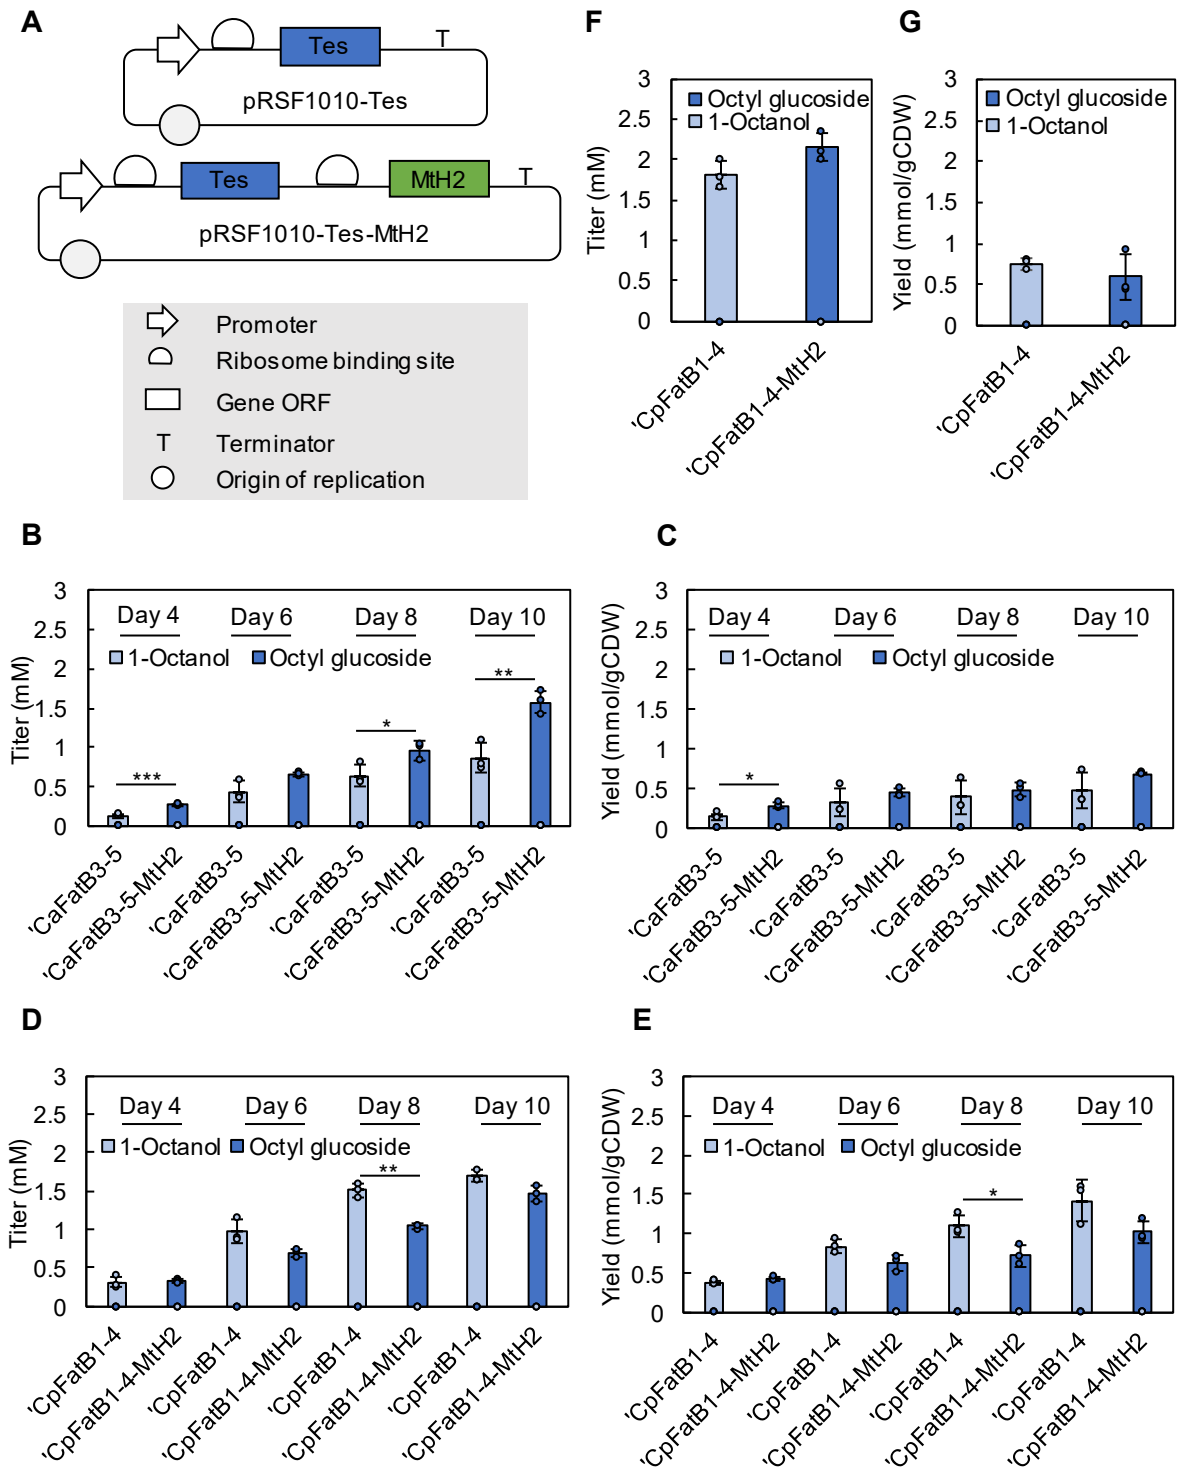 A
Tes
T
pRSF1010-Tes
Tes
MtH2
T
pRSF1010-Tes-MtH2
Promoter
Ribosome binding site
Gene ORF
T
Terminator
Origin of replication
F
3
2.5
2
1.5
1
0.5
0
Titer (mM)
Octyl glucoside
1-Octanol
'CpFatB1-4
'CpFatB1-4-MtH2
G
3
2.5
2
1.5
1
0.5
0
Yield (mmol/gCDW)
Octyl glucoside
1-Octanol
'CpFatB1-4
'CpFatB1-4-MtH2
B
3
2.5
2
1.5
1
0.5
0
Titer (mM)
Day 4
Day 6
Day 8
Day 10
1-Octanol
Octyl glucoside
***
*
**
'CaFatB3-5
'CaFatB3-5-MtH2
'CaFatB3-5
'CaFatB3-5-MtH2
'CaFatB3-5
'CaFatB3-5-MtH2
'CaFatB3-5
'CaFatB3-5-MtH2
C
3
2.5
2
1.5
1
0.5
0
Yield (mmol/gCDW)
Day 4
Day 6
Day 8
Day 10
1-Octanol
Octyl glucoside
*
'CaFatB3-5
'CaFatB3-5-MtH2
'CaFatB3-5
'CaFatB3-5-MtH2
'CaFatB3-5
'CaFatB3-5-MtH2
'CaFatB3-5
'CaFatB3-5-MtH2
D
3
2.5
2
1.5
1
0.5
0
Titer (mM)
Day 4
Day 6
Day 8
Day 10
1-Octanol
Octyl glucoside
**
'CpFatB1-4
'CpFatB1-4-MtH2
'CpFatB1-4
'CpFatB1-4-MtH2
'CpFatB1-4
'CpFatB1-4-MtH2
'CpFatB1-4
'CpFatB1-4-MtH2
E
3
2.5
2
1.5
1
0.5
0
Yield (mmol/gCDW)
Day 4
Day 6
Day 8
Day 10
1-Octanol
Octyl glucoside
*
'CpFatB1-4
'CpFatB1-4-MtH2
'CpFatB1-4
'CpFatB1-4-MtH2
'CpFatB1-4
'CpFatB1-4-MtH2
'CpFatB1-4
'CpFatB1-4-MtH2